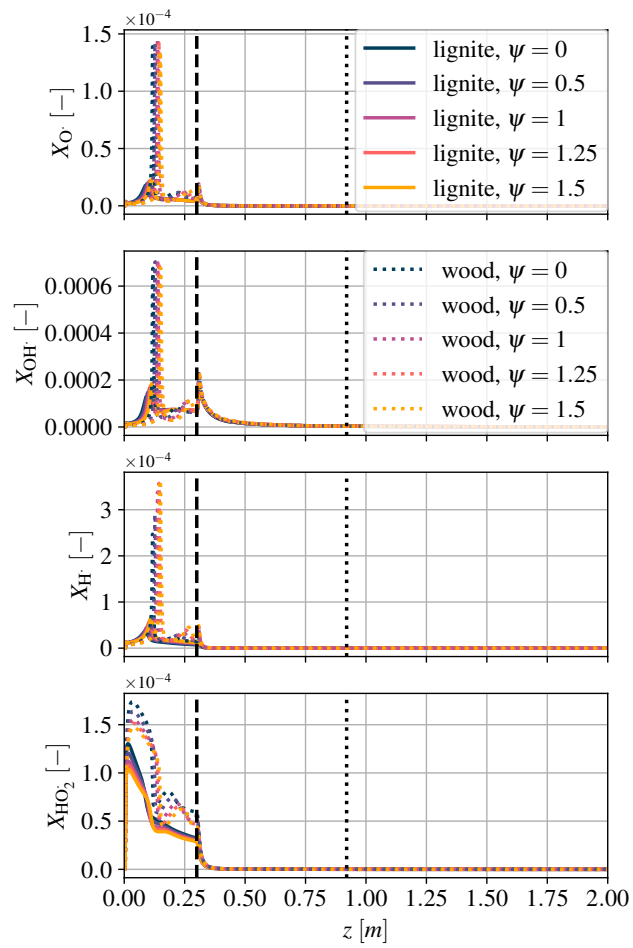 ×10⁻⁴
1.5
1.0
0.5
0.0
X_O· [−]
lignite, ψ = 0
lignite, ψ = 0.5
lignite, ψ = 1
lignite, ψ = 1.25
lignite, ψ = 1.5
0.0006
0.0004
0.0002
0.0000
X_OH· [−]
wood, ψ = 0
wood, ψ = 0.5
wood, ψ = 1
wood, ψ = 1.25
wood, ψ = 1.5
×10⁻⁴
3
2
1
0
X_H· [−]
×10⁻⁴
1.5
1.0
0.5
0.0
X_HO₂· [−]
0.00 0.25 0.50 0.75 1.00 1.25 1.50 1.75 2.00
z [m]